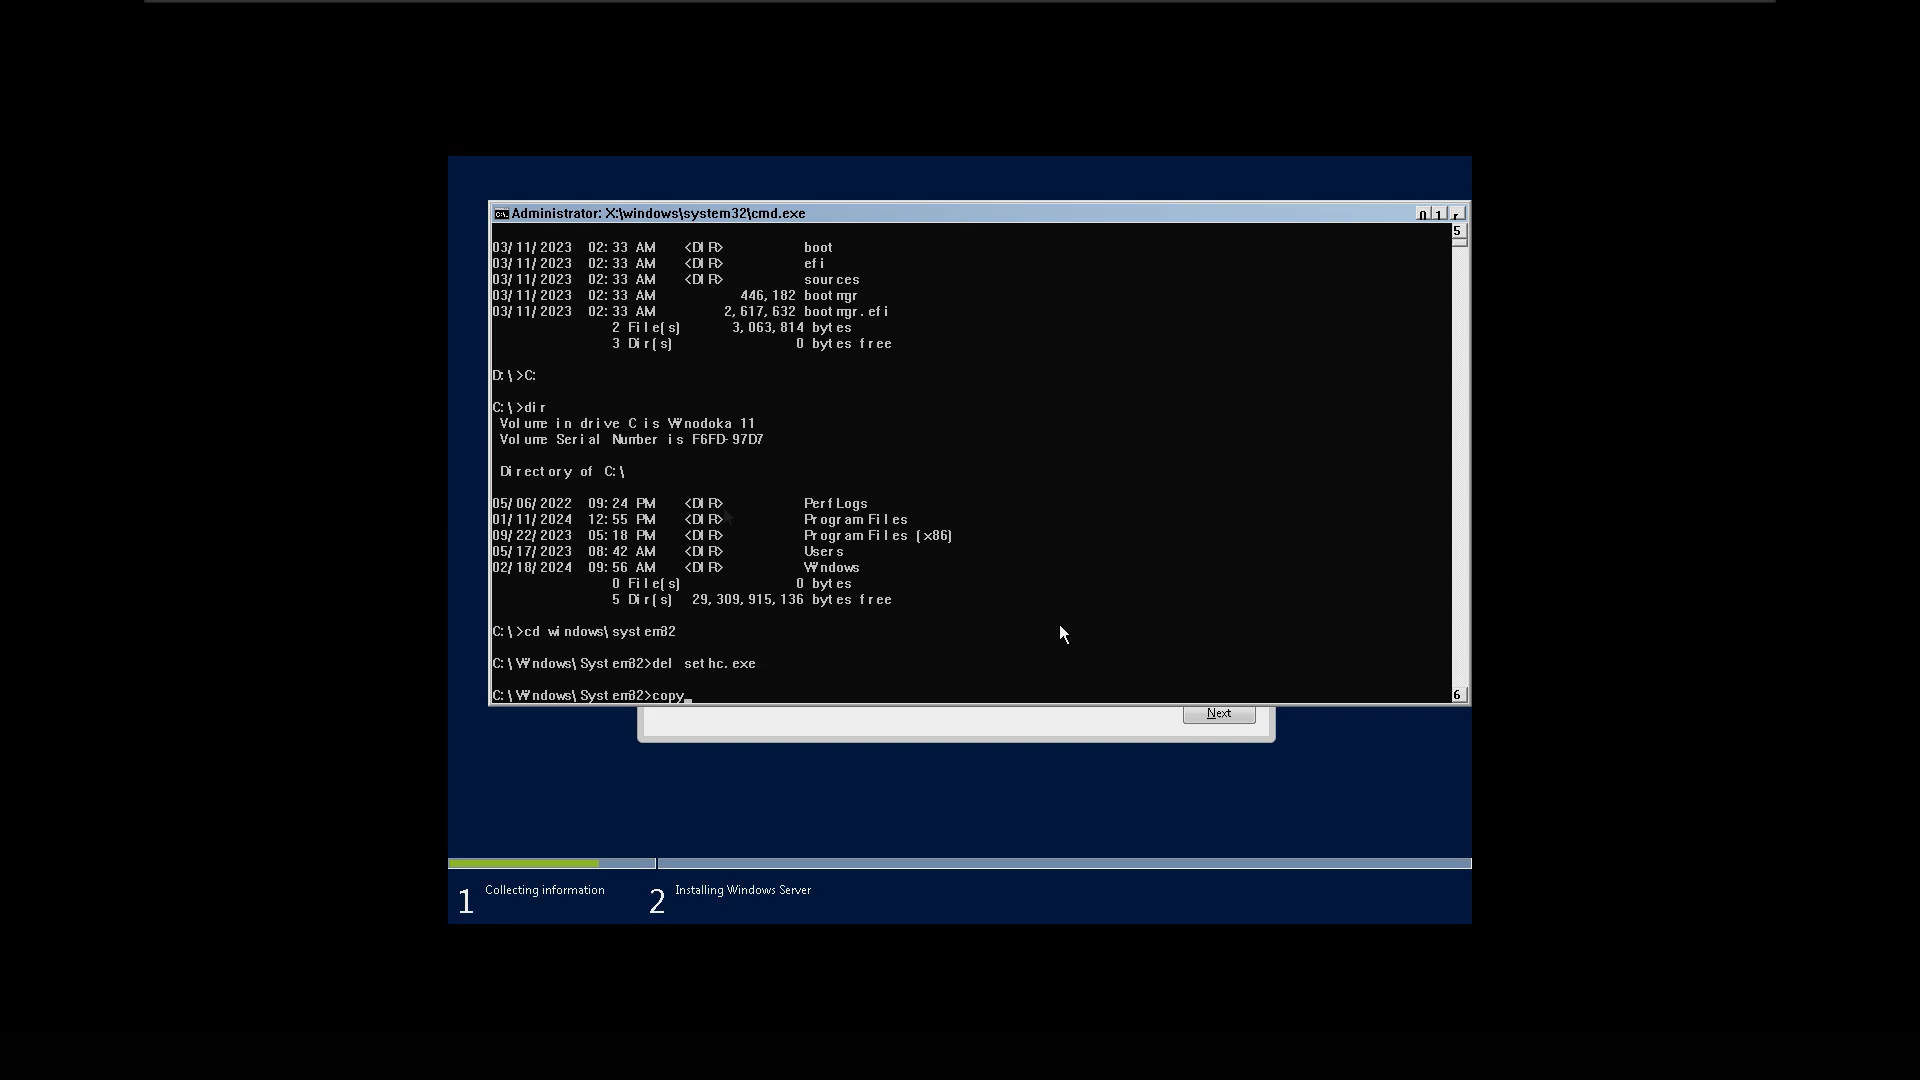 Administrator: X:\windows\system32\cmd.exe
0 1 r
5
03/11/2023 02:33 AM <DIR> boot
03/11/2023 02:33 AM <DIR> efi
03/11/2023 02:33 AM <DIR> sources
03/11/2023 02:33 AM 446,182 bootmgr
03/11/2023 02:33 AM 2,617,632 bootmgr.efi
2 File(s) 3,063,814 bytes
3 Dir(s) 0 bytes free
D:\>C:
C:\>dir
Volume in drive C is Winodoka 11
Volume Serial Number is F6FD-97D7
Directory of C:\
05/06/2022 09:24 PM <DIR> PerfLogs
01/11/2024 12:55 PM <DIR> Program Files
09/22/2023 05:18 PM <DIR> Program Files (x86)
05/17/2023 08:42 AM <DIR> Users
02/18/2024 09:56 AM <DIR> Windows
0 File(s) 0 bytes
5 Dir(s) 29,309,915,136 bytes free
C:\>cd windows\system32
C:\Windows\System32>del sethc.exe
C:\Windows\System32>copy_
6
Next
1 Collecting information 2 Installing Windows Server